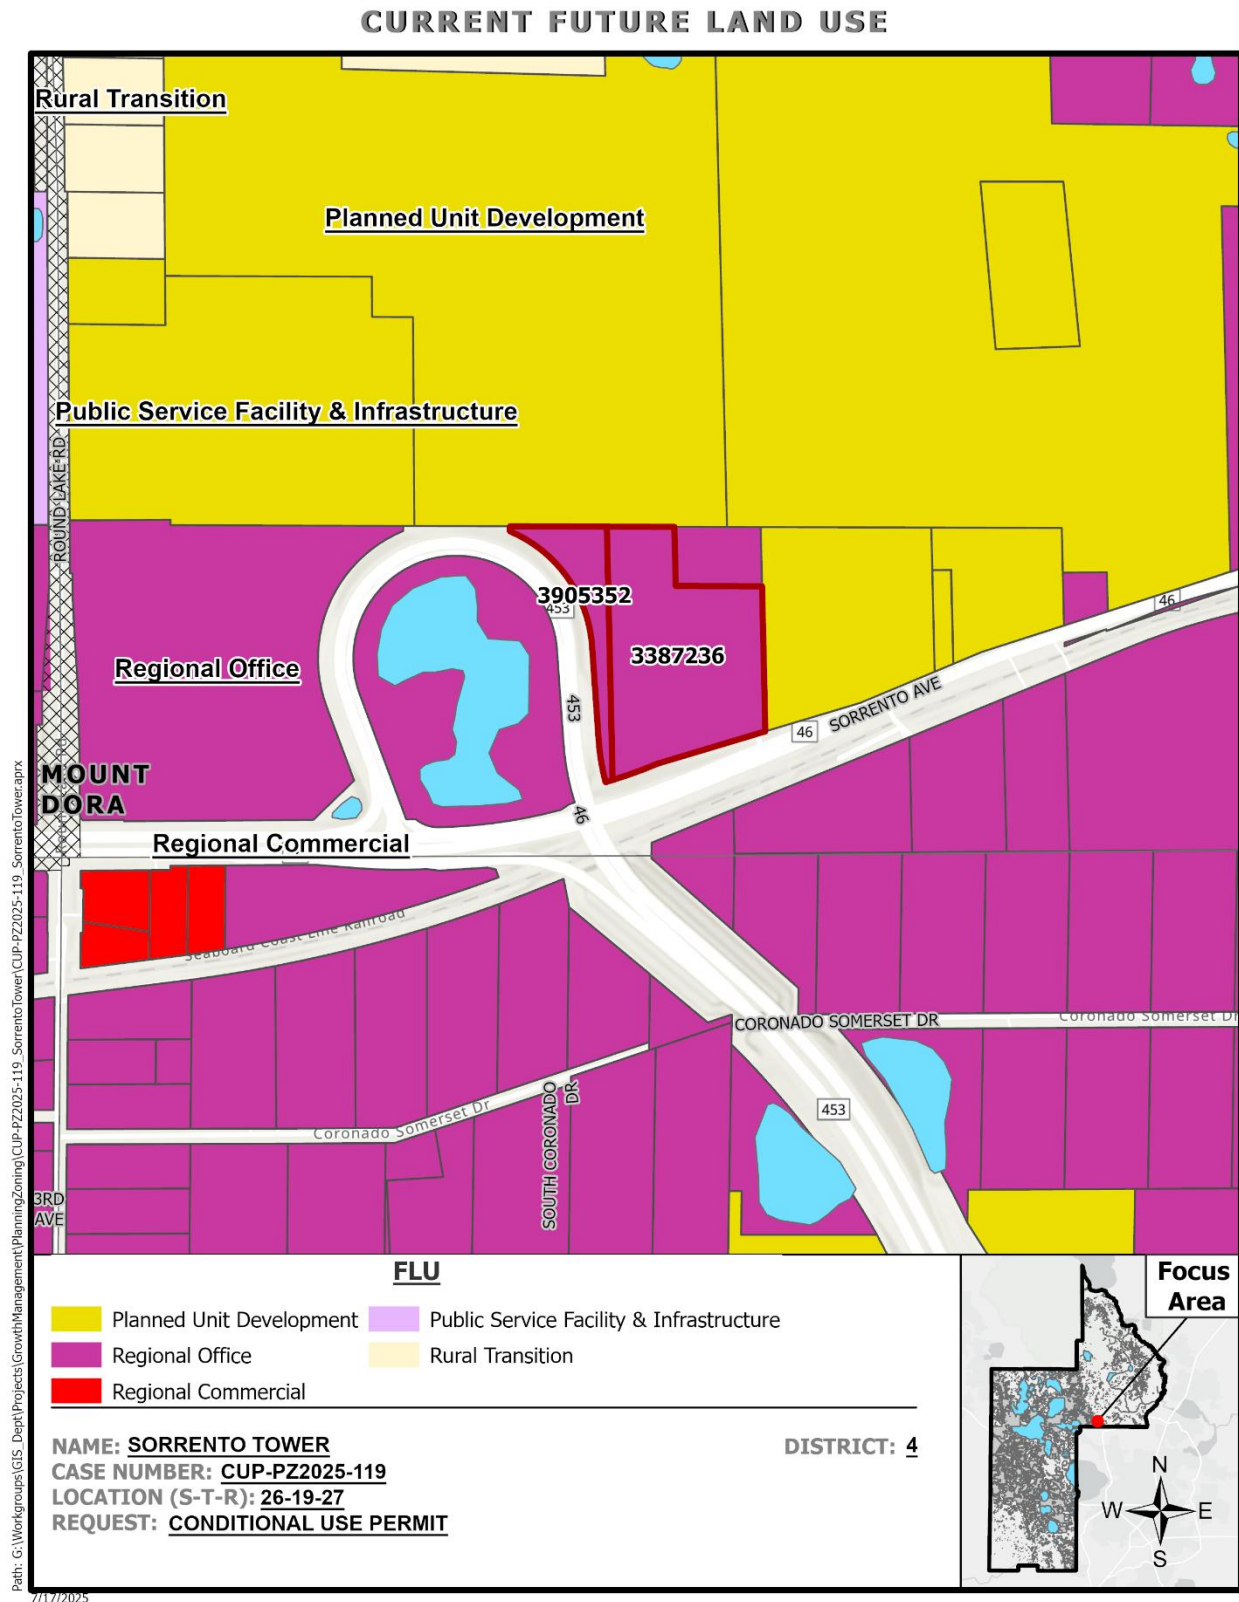 CURRENT FUTURE LAND USE
Rural Transition
Planned Unit Development
Public Service Facility & Infrastructure
ROUND LAKE RD
3905352
453
3387236
Regional Office
453
46
SORRENTO AVE
46
MOUNT
DORA
46
Regional Commercial
Seaboard Coast Line Railroad
CORONADO SOMERSET DR
Coronado Somerset Dr
453
Coronado Somerset Dr
SOUTH CORONADO
DR
3RD
AVE
FLU
Planned Unit Development
Public Service Facility & Infrastructure
Regional Office
Rural Transition
Regional Commercial
Focus
Area
NAME: SORRENTO TOWER
DISTRICT: 4
CASE NUMBER: CUP-PZ2025-119
LOCATION (S-T-R): 26-19-27
REQUEST: CONDITIONAL USE PERMIT
N
W
E
S
Path: G:\Workgroups\GIS_Dept\Projects\GrowthManagement\PlanningZoning\CUP-PZ2025-119_SorrentoTower\CUP-PZ2025-119_SorrentoTower.aprx
7/17/2025